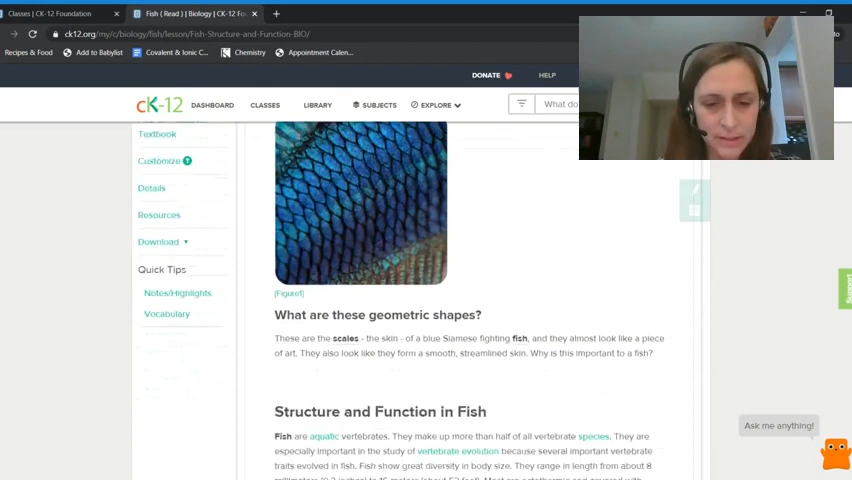 Classes | CK-12 Foundation
Fish ( Read ) | Biology | CK-12 Fo
ck12.org/my/c/biology/fish/lesson/Fish-Structure-and-Function-BIO/
Recipes & Food
Add to Babylist
Covalent & Ionic C...
Chemistry
Appointment Calen...
DONATE
HELP
cK-12
DASHBOARD
CLASSES
LIBRARY
SUBJECTS
EXPLORE
What do
Textbook
Customize ?
Details
Resources
Download
Quick Tips
Notes/Highlights
Vocabulary
[Figure1]
What are these geometric shapes?
These are the scales - the skin - of a blue Siamese fighting fish, and they almost look like a piece
of art. They also look like they form a smooth, streamlined skin. Why is this important to a fish?
Structure and Function in Fish
Fish are aquatic vertebrates. They make up more than half of all vertebrate species. They are
especially important in the study of vertebrate evolution because several important vertebrate
traits evolved in fish. Fish show great diversity in body size. They range in length from about 8
Support
Ask me anything!